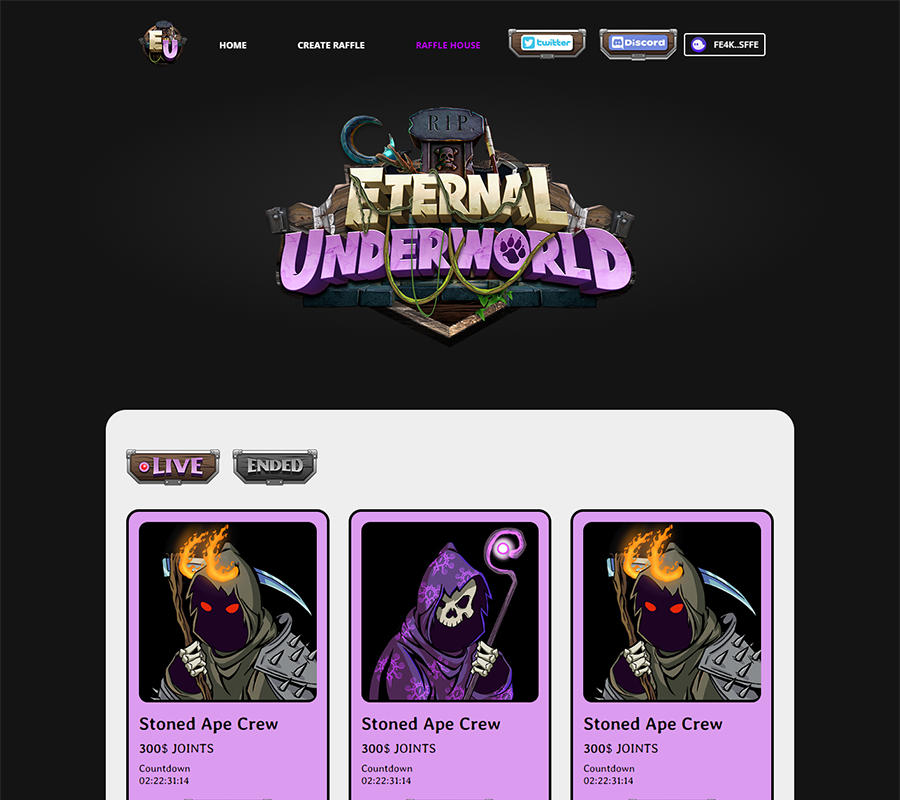 EU
HOME
CREATE RAFFLE
RAFFLE HOUSE
twitter
Discord
FE4K..SFFE
R.I.P.
ETERNAL
UNDERWORLD
LIVE
ENDED
Stoned Ape Crew
300$ JOINTS
Countdown
02:22:31:14
Stoned Ape Crew
300$ JOINTS
Countdown
02:22:31:14
Stoned Ape Crew
300$ JOINTS
Countdown
02:22:31:14